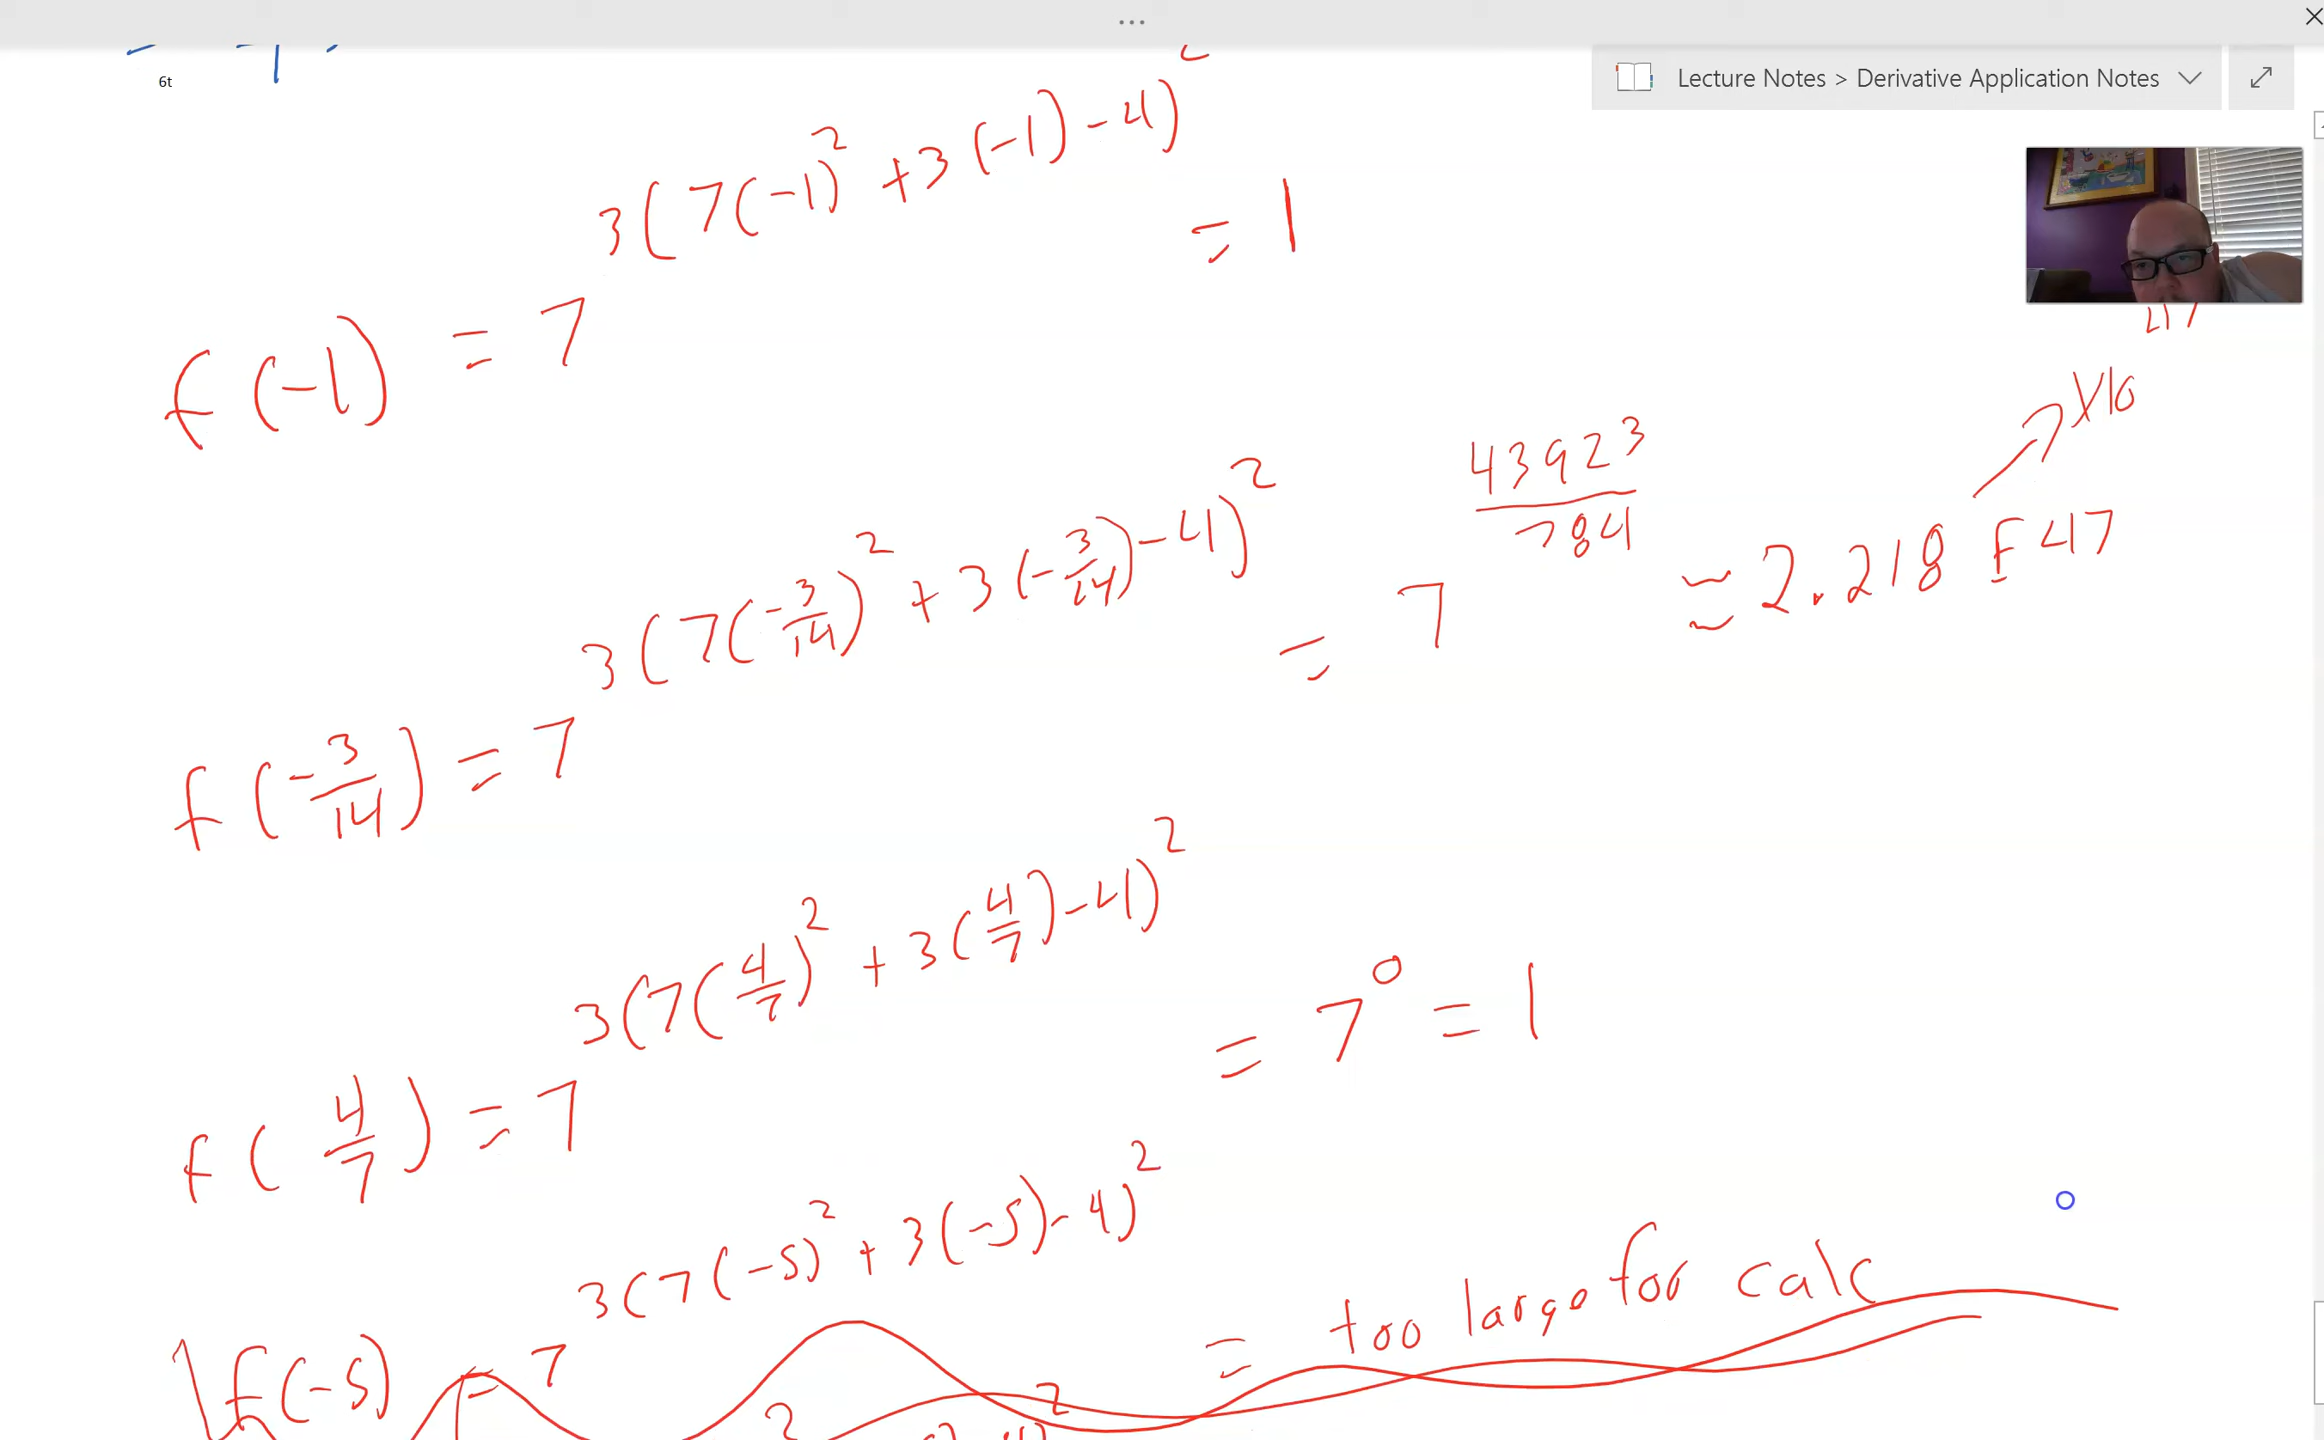 ...
6t
Lecture Notes > Derivative Application Notes
f(-1) = 7^{3(7(-1)^2 + 3(-1) - 4)^2} = 1
f(-3/14) = 7^{3(7(-3/14)^2 + 3(-3/14) - 4)^2} = 7^{43923/784} ≈ 2.218 E47
X10^{47}
f(4/7) = 7^{3(7(4/7)^2 + 3(4/7) - 4)^2} = 7^0 = 1
f(-5) = 7^{3(7(-5)^2 + 3(-5) - 4)^2} = too large for calc